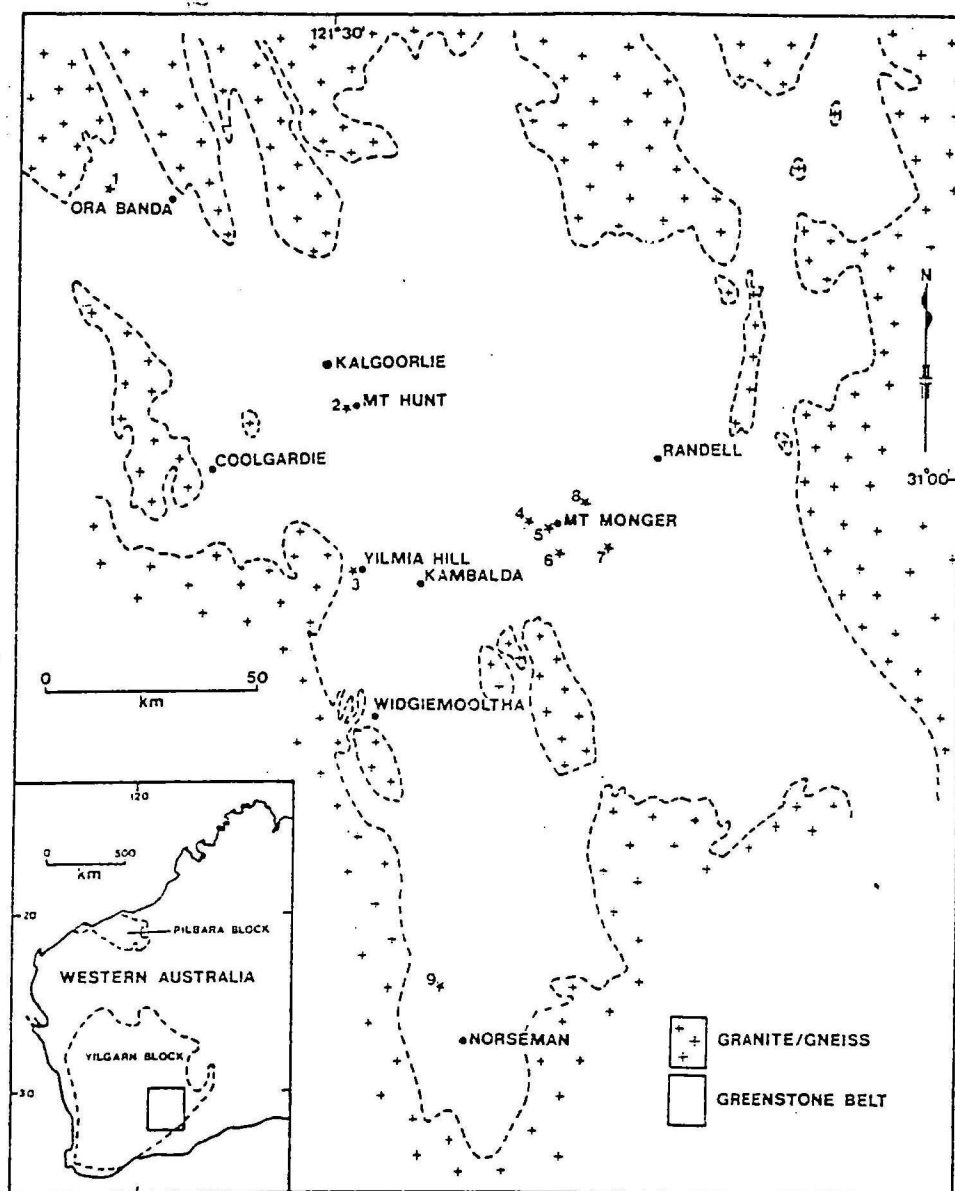 121°30'
1
ORA BANDA
N
KALGOORLIE
2 MT HUNT
COOLGARDIE
RANDELL
31°00'
8
4
5 MT MONGER
6
7
YILMIA HILL
3
KAMBALDA
0 50
km
WIDGIEMOOLTHA
120
0 500
km
20
PILBARA BLOCK
WESTERN AUSTRALIA
9
YILGARN BLOCK
NORSEMAN
GRANITE/GNEISS
30
GREENSTONE BELT